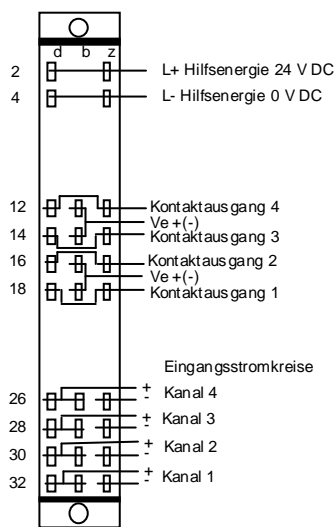 d b z
2 L+ Hilfsenergie 24 V DC
4 L- Hilfsenergie 0 V DC
12 Kontaktausgang 4
Ve +(-)
14 Kontaktausgang 3
16 Kontaktausgang 2
Ve +(-)
18 Kontaktausgang 1
Eingangsstromkreise
26 + - Kanal 4
28 + - Kanal 3
30 + - Kanal 2
32 + - Kanal 1